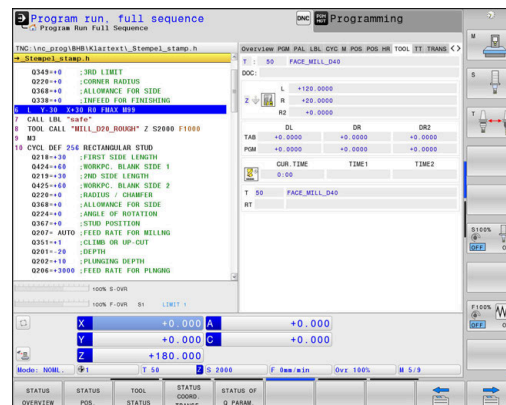 Program run, full sequence
Program Run Full Sequence
DNC
Programming
TNC:\nc_prog\BHB\Klartext\_Stempel_stamp.h
→_Stempel_stamp.h
Q349=+0 ;3RD LIMIT
Q220=+0 ;CORNER RADIUS
Q368=+0 ;ALLOWANCE FOR SIDE
Q338=+0 ;INFEED FOR FINISHING
6 L Y-30 X+30 R0 FMAX M99
7 CALL LBL "safe"
8 TOOL CALL "MILL_D20_ROUGH" Z S2000 F1000
9 M3
10 CYCL DEF 256 RECTANGULAR STUD
Q218=+30 ;FIRST SIDE LENGTH
Q424=+60 ;WORKPC. BLANK SIDE 1
Q219=+30 ;2ND SIDE LENGTH
Q425=+60 ;WORKPC. BLANK SIDE 2
Q220=+0 ;RADIUS / CHAMFER
Q368=+0 ;ALLOWANCE FOR SIDE
Q224=+0 ;ANGLE OF ROTATION
Q367=+0 ;STUD POSITION
Q207= AUTO ;FEED RATE FOR MILLNG
Q351=+1 ;CLIMB OR UP-CUT
Q201=-20 ;DEPTH
Q202=+10 ;PLUNGING DEPTH
Q206=+3000 ;FEED RATE FOR PLNGNG
100% S-OVR
100% F-OVR S1 LIMIT 1
Overview PGM PAL LBL CYC M POS POS HR TOOL TT TRANS
T : 50 FACE_MILL_D40
DOC:
L +120.0000
Z R +20.0000
R2 +0.0000
DL DR DR2
TAB +0.0000 +0.0000 +0.0000
PGM +0.0000 +0.0000 +0.0000
CUR.TIME TIME1 TIME2
0:00
T 50 FACE_MILL_D40
RT
X +0.000 A +0.000
Y +0.000 C +0.000
Z +180.000
Mode: NOML. 1 T 50 Z S 2000 F 0mm/min Ovr 100% M 5/9
STATUS OVERVIEW
STATUS POS.
TOOL STATUS
STATUS COORD.
STATUS OF Q PARAM.
M
S
T
S100%
OFF
F100%
OFF